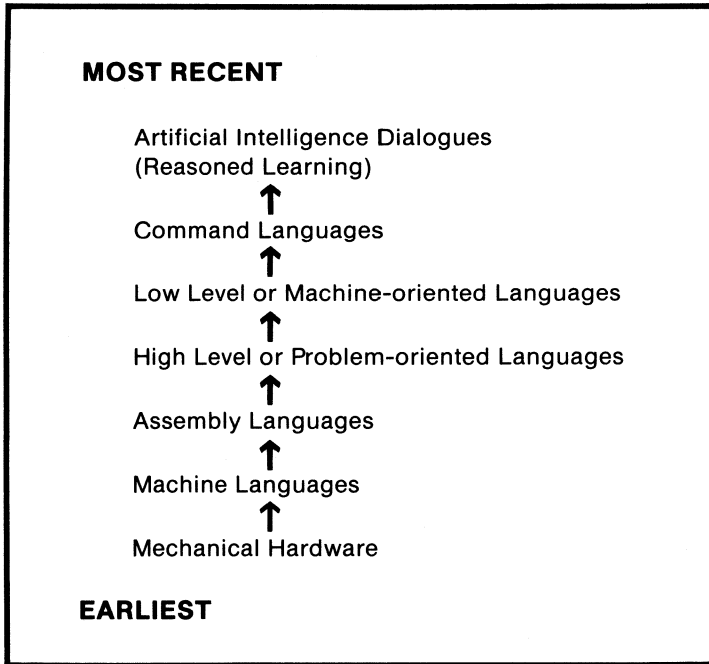 MOST RECENT
Artificial Intelligence Dialogues
(Reasoned Learning)
Command Languages
Low Level or Machine-oriented Languages
High Level or Problem-oriented Languages
Assembly Languages
Machine Languages
Mechanical Hardware
EARLIEST